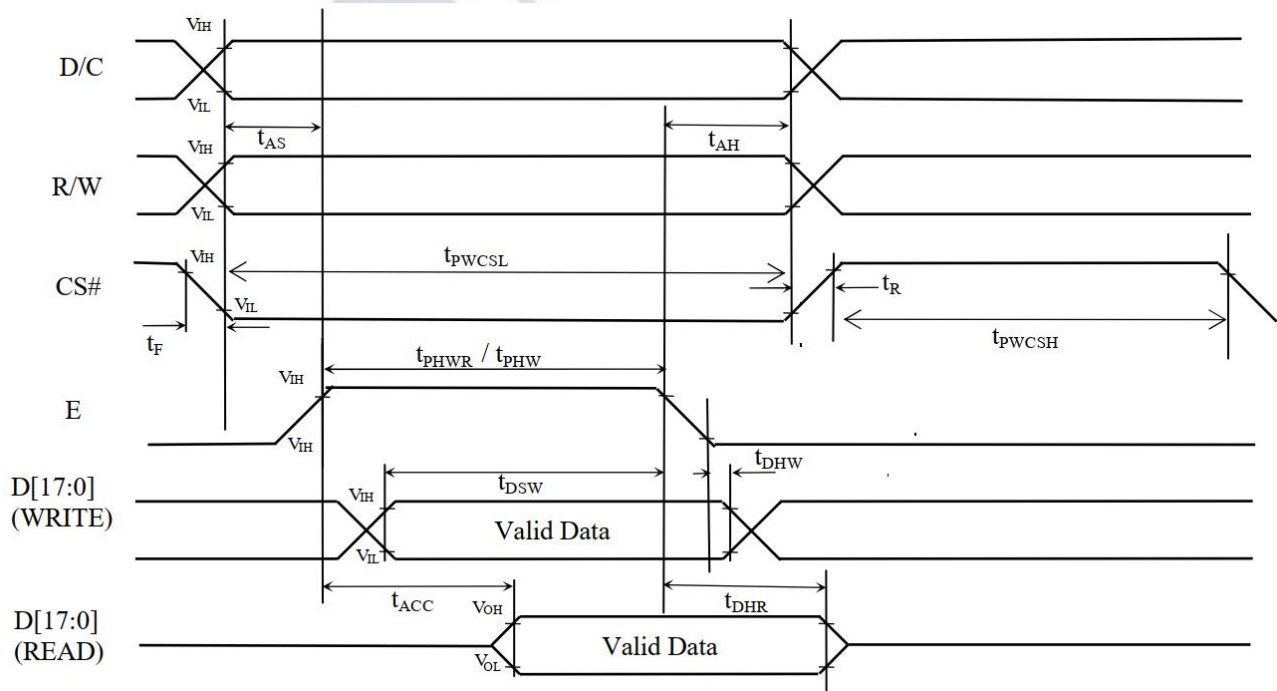 VIH
D/C
VIL
tAS
tAH
VIH
R/W
VIL
VIH
tPWCSL
CS#
VIL
tR
tF
tPWCSH
tPHWR / tPHW
VIH
E
VIH
tDHW
D[17:0]
(WRITE)
VIH
tDSW
Valid Data
VIL
tACC
tDHR
D[17:0]
(READ)
VOH
Valid Data
VOL